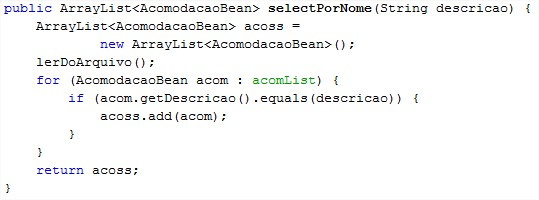 public ArrayList<AcomodacaoBean> selectPorNome(String descricao) {
    ArrayList<AcomodacaoBean> acoss =
            new ArrayList<AcomodacaoBean>();
    lerDoArquivo();
    for (AcomodacaoBean acom : acomList) {
        if (acom.getDescricao().equals(descricao)) {
            acoss.add(acom);
        }
    }
    return acoss;
}